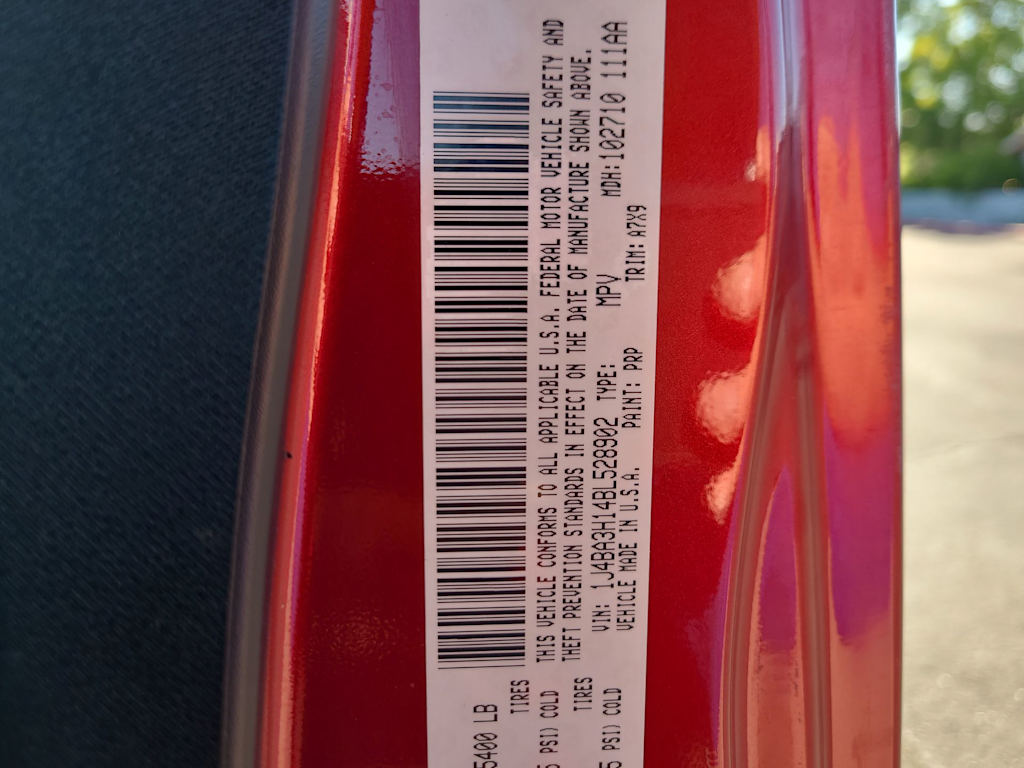 5400 LB
TIRES
5 PSI) COLD
TIRES
5 PSI) COLD
THIS VEHICLE CONFORMS TO ALL APPLICABLE U.S.A. FEDERAL MOTOR VEHICLE SAFETY AND
THEFT PREVENTION STANDARDS IN EFFECT ON THE DATE OF MANUFACTURE SHOWN ABOVE.
VIN: 1J4BA3H14BL528902 TYPE: MPV MDH:102710 111AA
VEHICLE MADE IN U.S.A. PAINT: PRP TRIM: A7X9